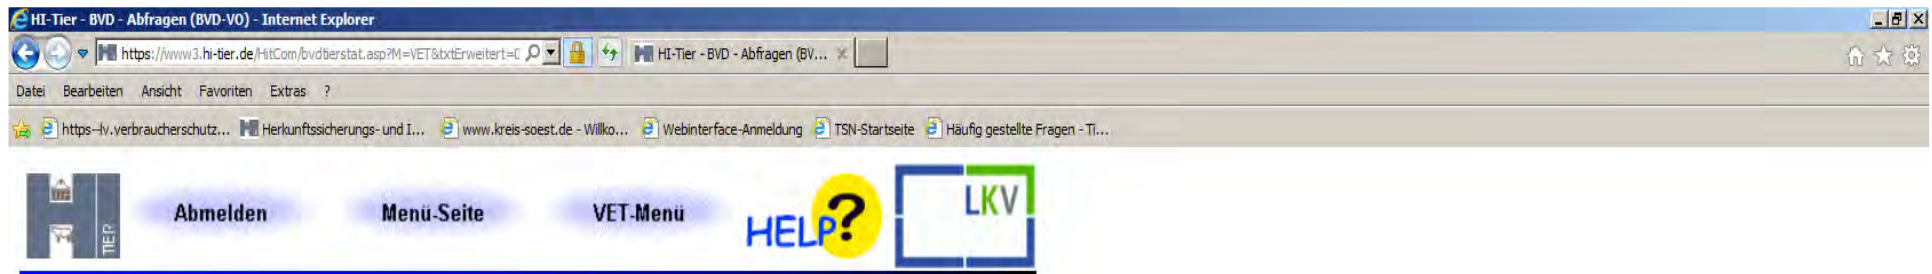 HI-Tier - BVD - Abfragen (BVD-VO) - Internet Explorer
https://www3.hi-tier.de/HitCom/bvdtierstat.asp?M=VET&txtErweitert=C HI-Tier - BVD - Abfragen (BV...
Datei Bearbeiten Ansicht Favoriten Extras ?
https--lv.verbraucherschutz... Herkunftssicherungs- und I... www.kreis-soest.de - Willko... Webinterface-Anmeldung TSN-Startseite Häufig gestellte Fragen - Ti...
H TIER Abmelden Menü-Seite VET-Menü HELP? LKV